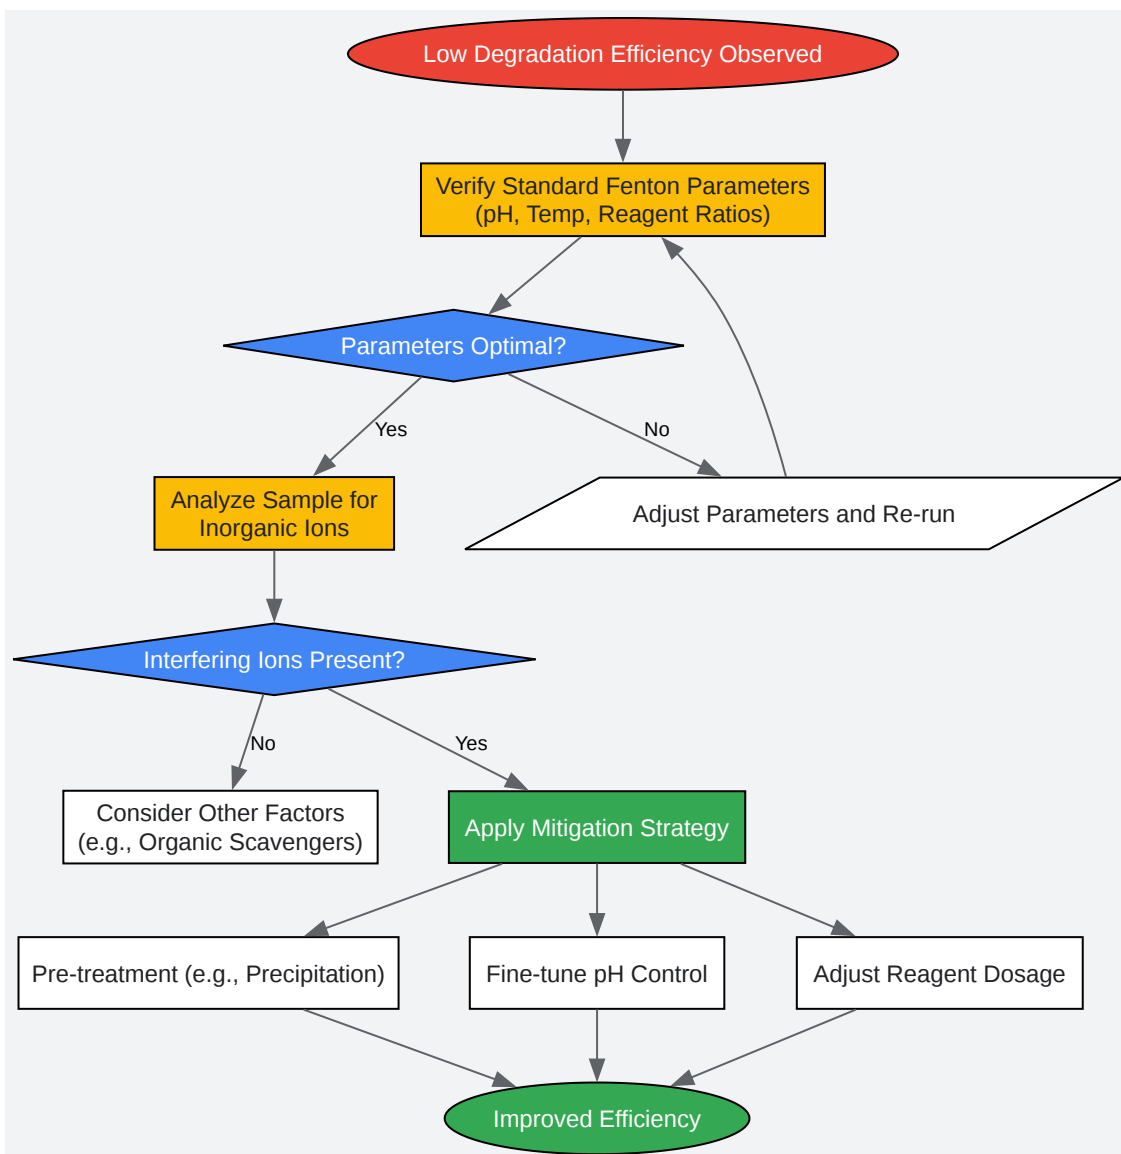 Low Degradation Efficiency Observed
Verify Standard Fenton Parameters
(pH, Temp, Reagent Ratios)
Parameters Optimal?
Yes
No
Analyze Sample for
Inorganic Ions
Adjust Parameters and Re-run
Interfering Ions Present?
No
Yes
Consider Other Factors
(e.g., Organic Scavengers)
Apply Mitigation Strategy
Pre-treatment (e.g., Precipitation)
Fine-tune pH Control
Adjust Reagent Dosage
Improved Efficiency